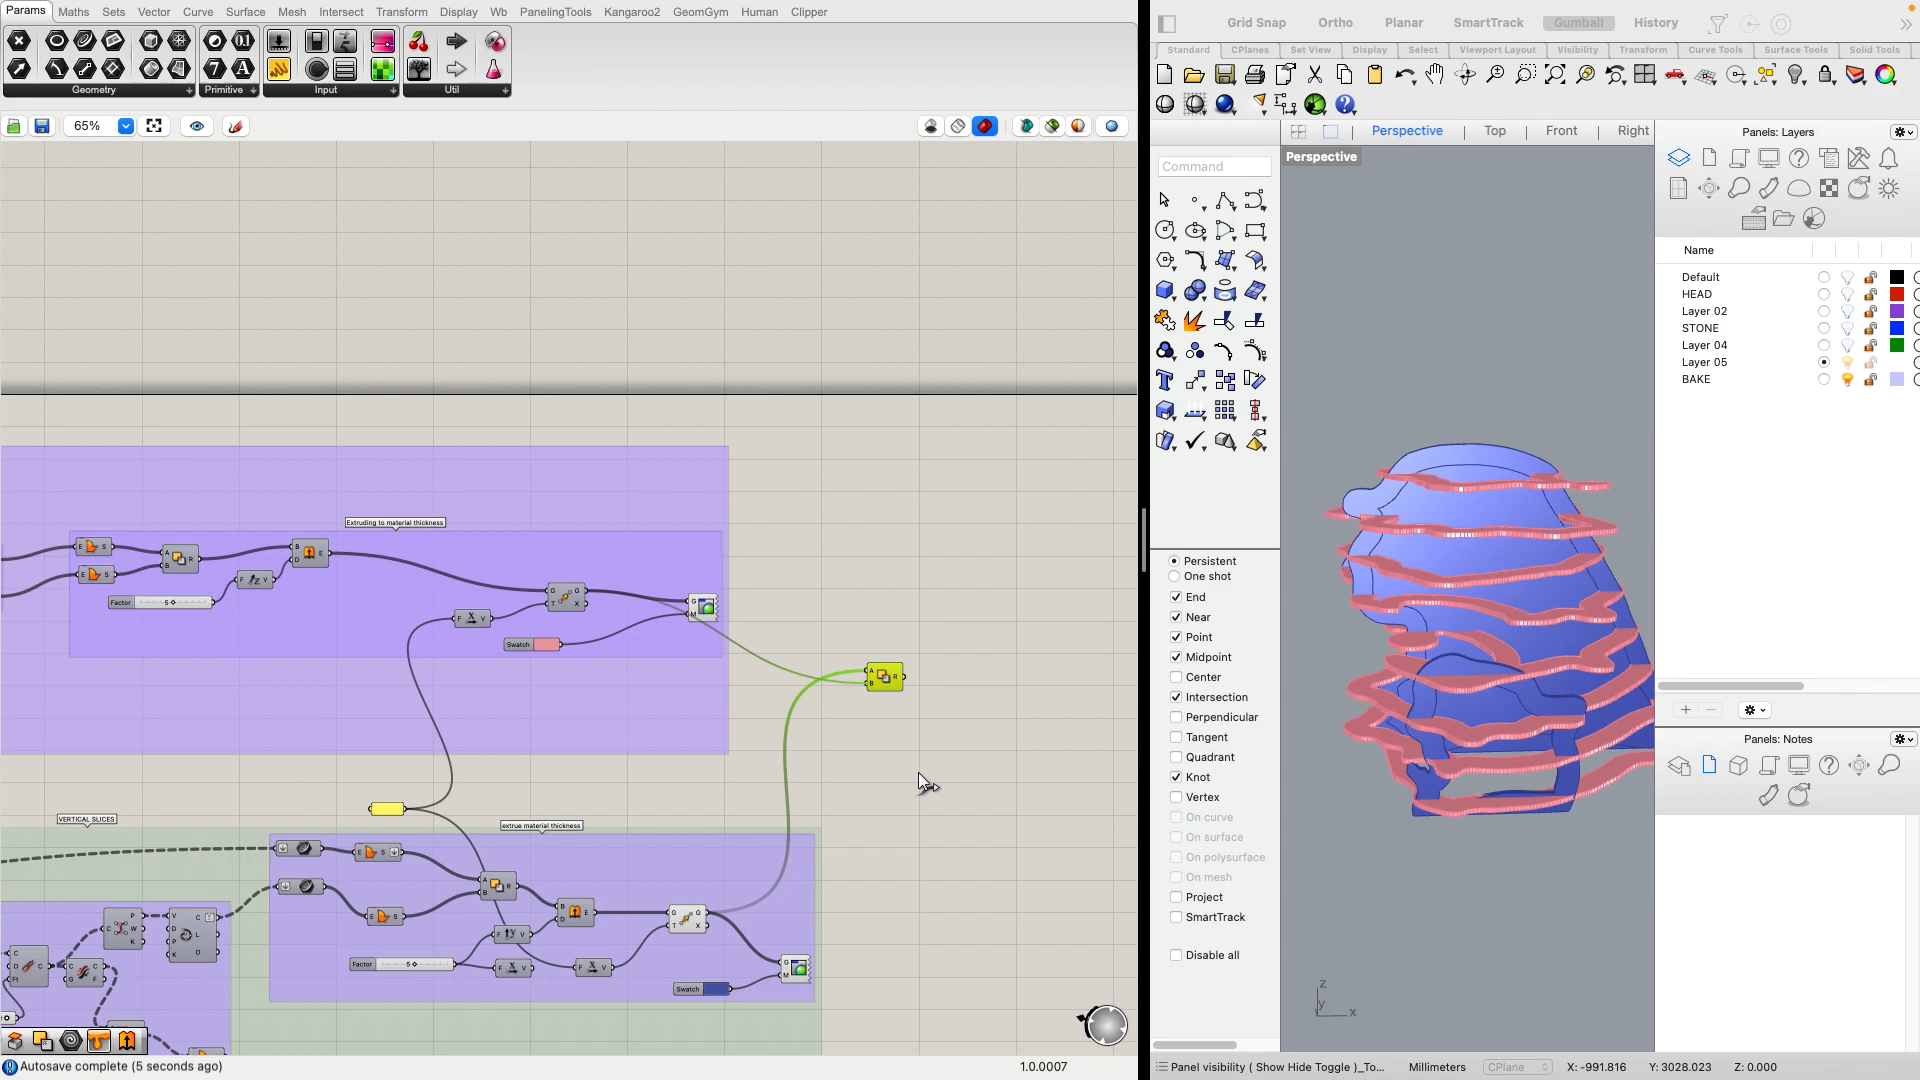 Params Maths Sets Vector Curve Surface Mesh Intersect Transform Display Wb PanelingTools Kangaroo2 GeomGym Human Clipper
Geometry Primitive Input Util
65%
Extruding to material thickness
Factor 5
Swatch
VERTICAL SLICES
extrue material thickness
Factor 5
Swatch
Autosave complete (5 seconds ago)
1.0.0007
Grid Snap Ortho Planar SmartTrack Gumball History
Standard CPlanes Set View Display Select Viewport Layout Visibility Transform Curve Tools Surface Tools Solid Tools
Perspective Top Front Right
Command
Perspective
Persistent
One shot
End
Near
Point
Midpoint
Center
Intersection
Perpendicular
Tangent
Quadrant
Knot
Vertex
On curve
On surface
On polysurface
On mesh
Project
SmartTrack
Disable all
z
y
x
Panels: Layers
Name
Default
HEAD
Layer 02
STONE
Layer 04
Layer 05
BAKE
Panels: Notes
Panel visibility ( Show Hide Toggle )_To...
Millimeters
CPlane
X: -991.816
Y: 3028.023
Z: 0.000